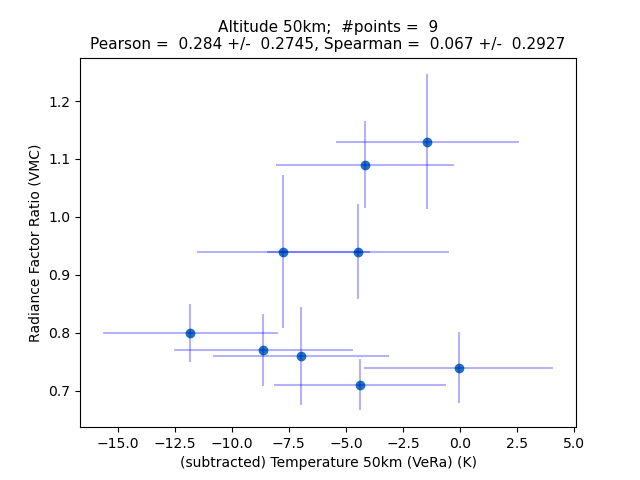 Altitude 50km;  #points =  9
Pearson =  0.284 +/-  0.2745, Spearman =  0.067 +/-  0.2927
1.2
1.1
1.0
0.9
0.8
0.7
Radiance Factor Ratio (VMC)
−15.0 −12.5 −10.0 −7.5 −5.0 −2.5 0.0 2.5 5.0
(subtracted) Temperature 50km (VeRa) (K)